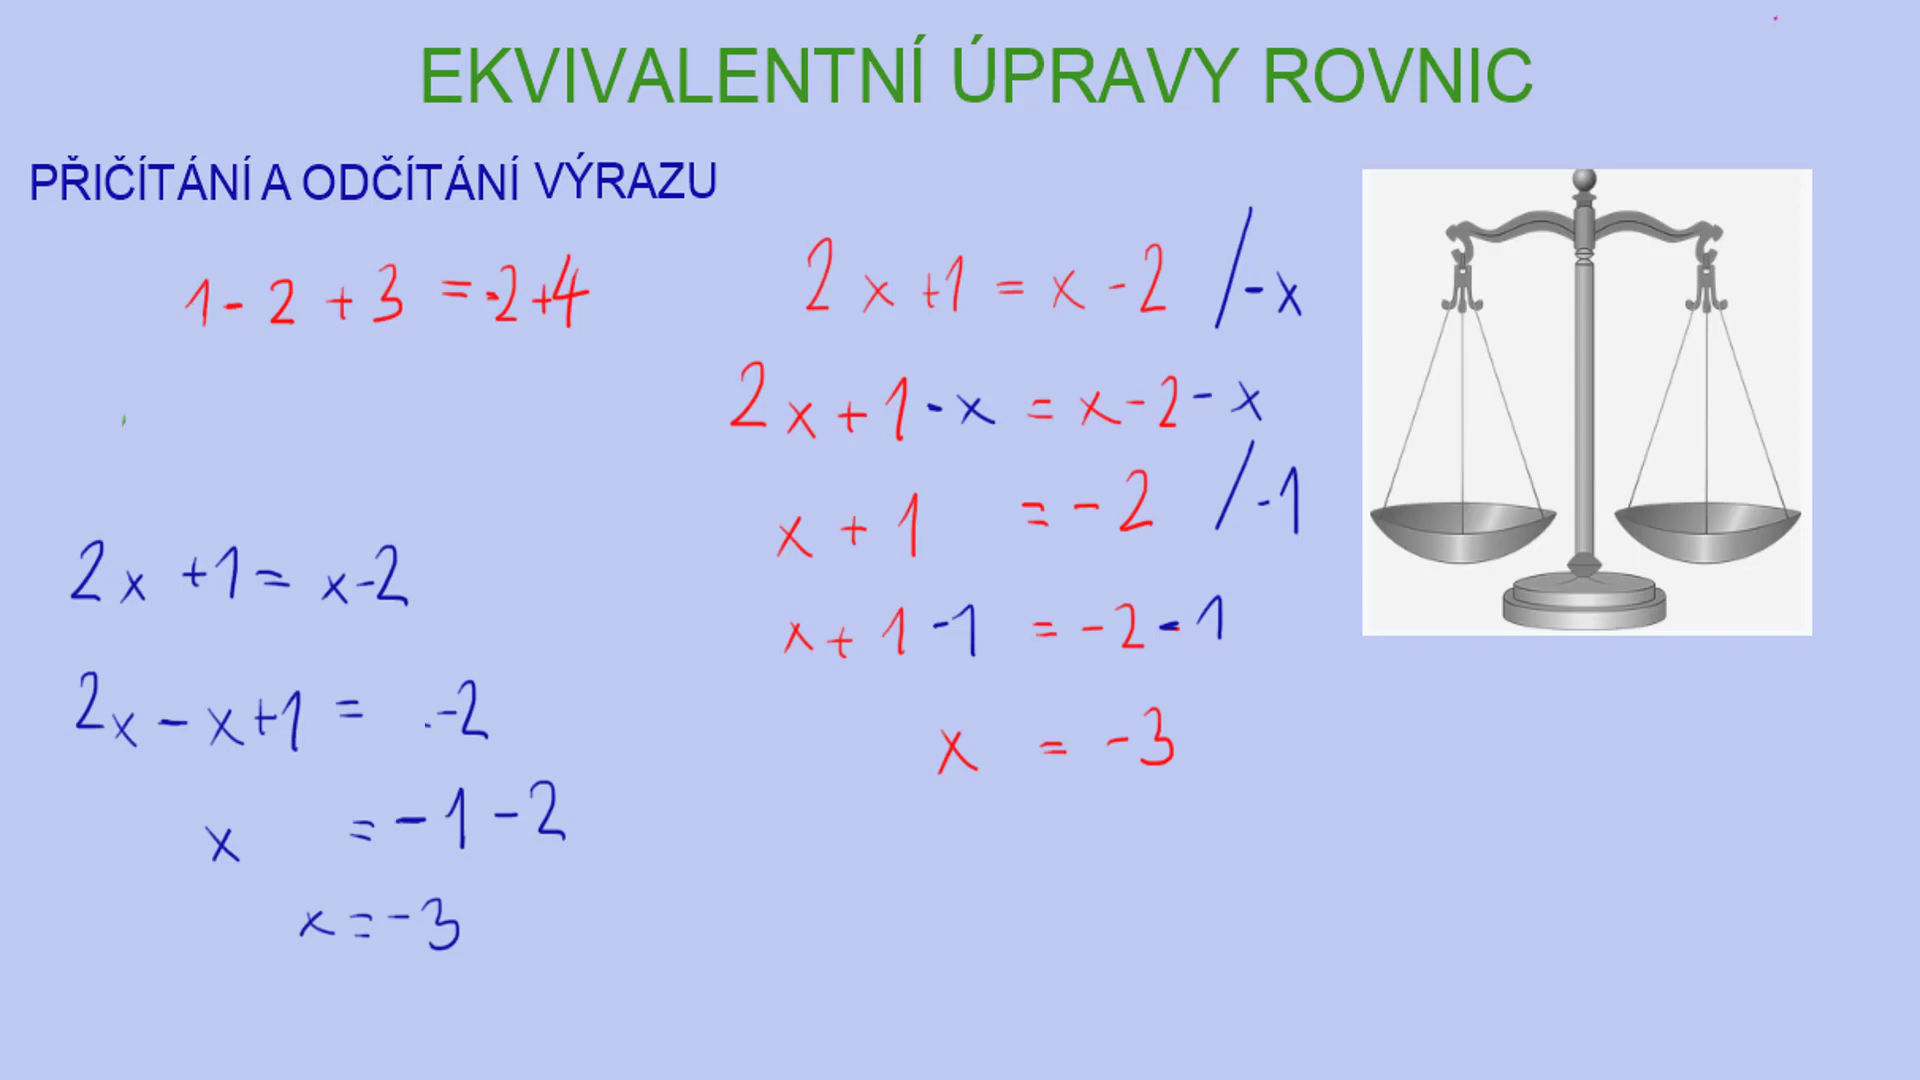 EKVIVALENTNÍ ÚPRAVY ROVNIC
PŘIČÍTÁNÍ A ODČÍTÁNÍ VÝRAZU
1 - 2 + 3 = -2 + 4
2x + 1 = x - 2
2x - x + 1 = - 2
x = - 1 - 2
x = - 3
2x + 1 = x - 2 / - x
2x + 1 - x = x - 2 - x
x + 1 = - 2 / - 1
x + 1 - 1 = - 2 - 1
x = - 3